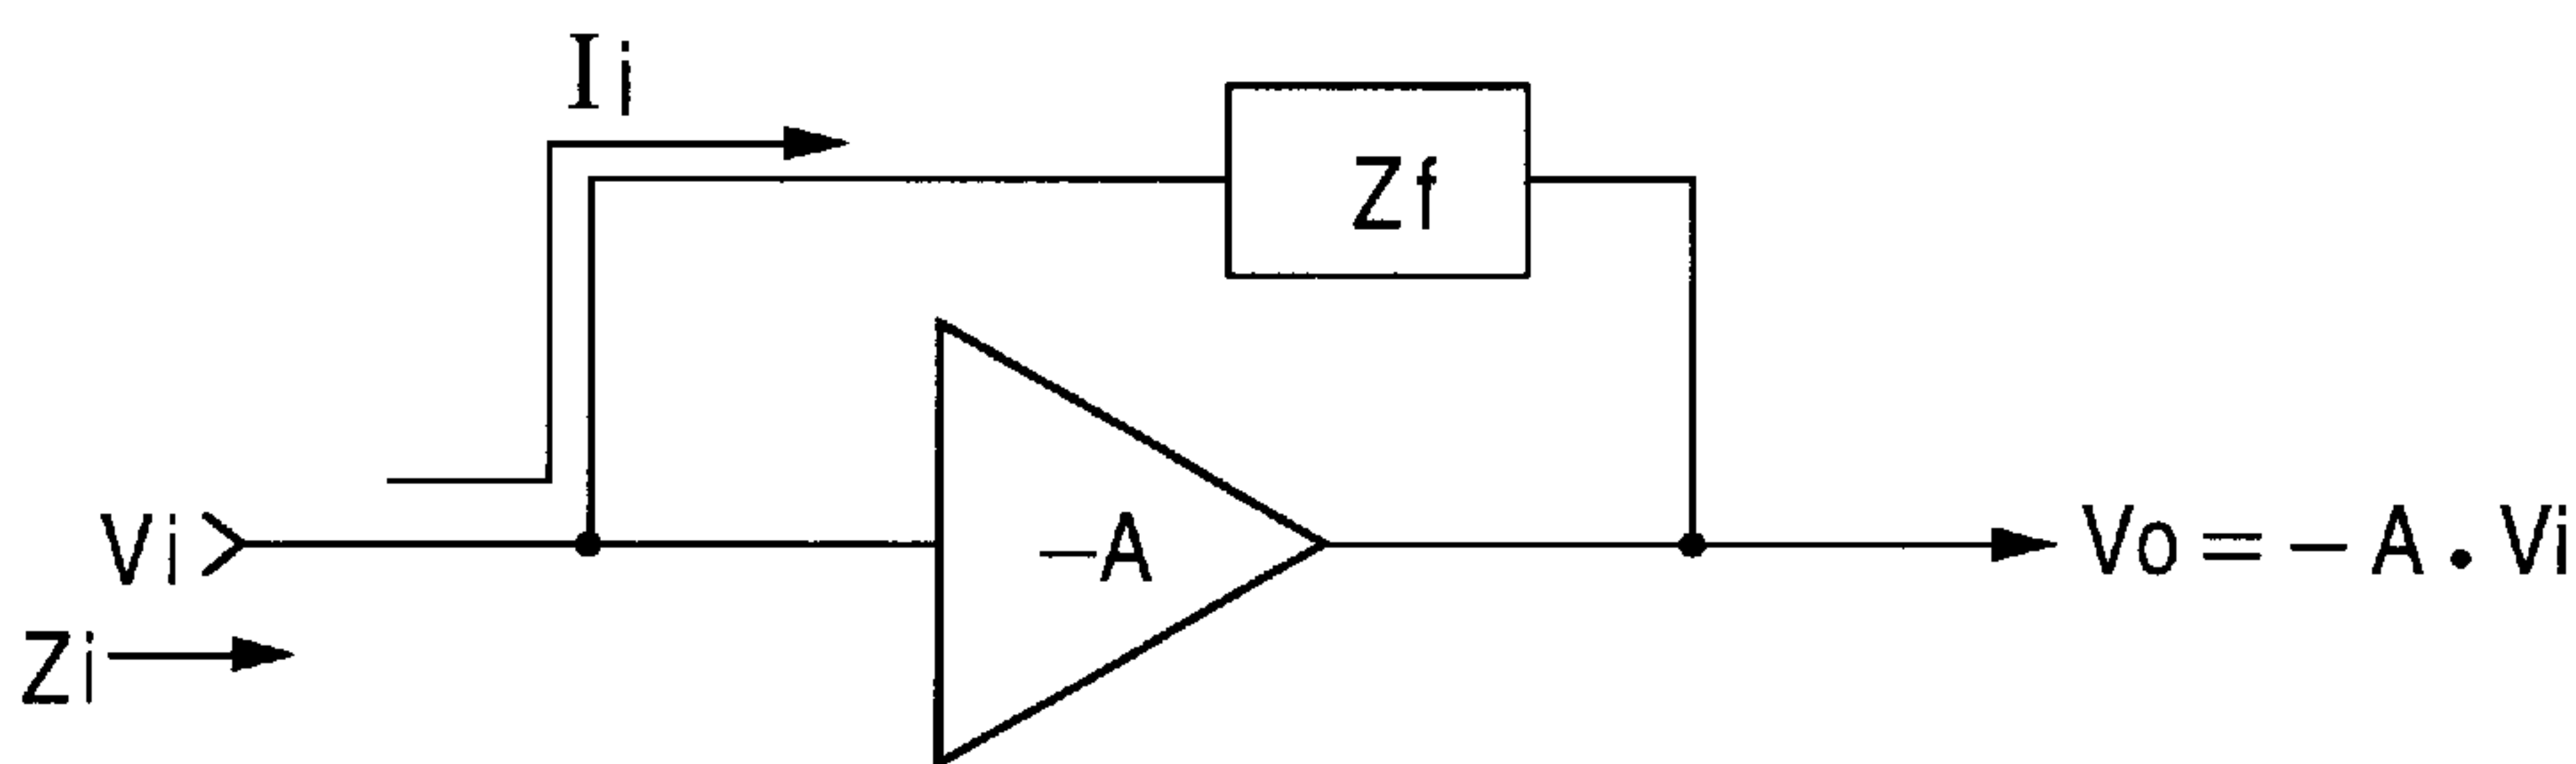 Ii
Zf
-A
Vi
Vo = - A • Vi
Zi